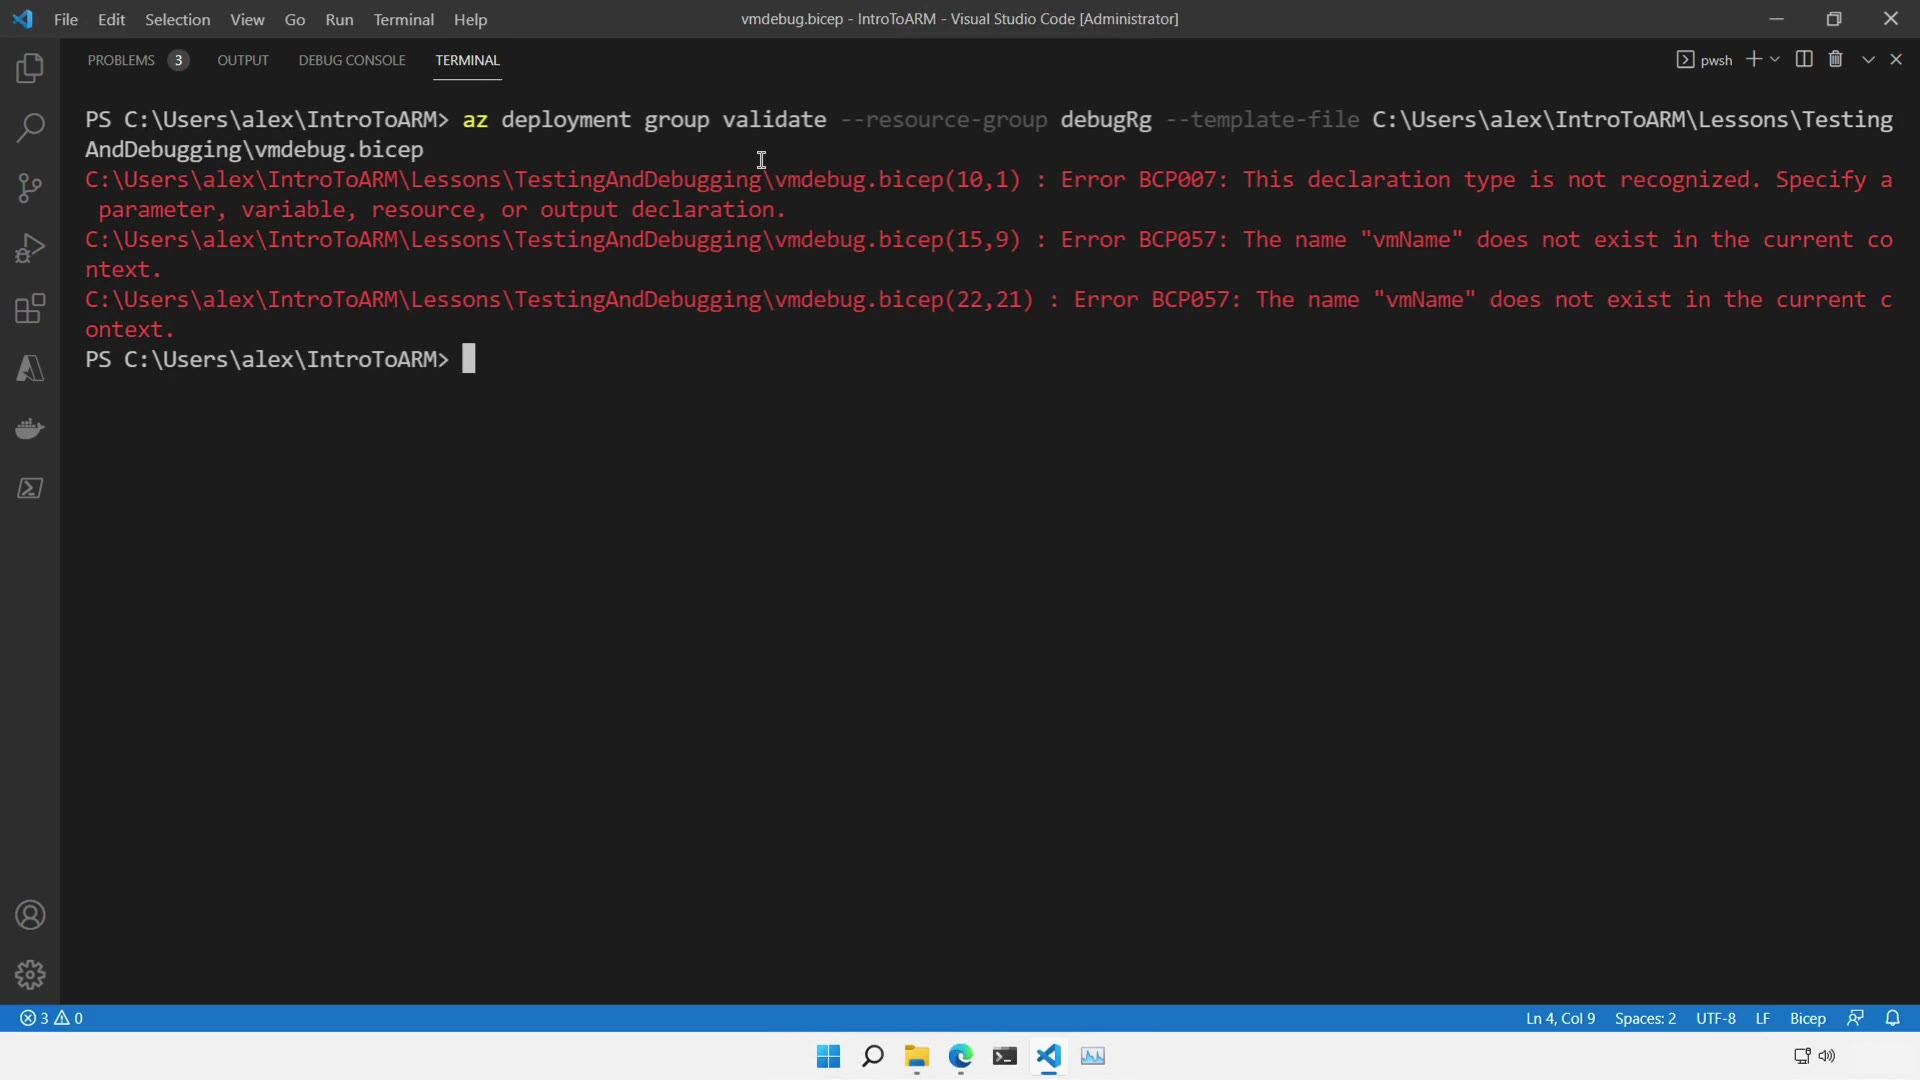 File Edit Selection View Go Run Terminal Help
vmdebug.bicep - IntroToARM - Visual Studio Code [Administrator]
PROBLEMS 3 OUTPUT DEBUG CONSOLE TERMINAL
pwsh
PS C:\Users\alex\IntroToARM> az deployment group validate --resource-group debugRg --template-file C:\Users\alex\IntroToARM\Lessons\Testing
AndDebugging\vmdebug.bicep
C:\Users\alex\IntroToARM\Lessons\TestingAndDebugging\vmdebug.bicep(10,1) : Error BCP007: This declaration type is not recognized. Specify a
parameter, variable, resource, or output declaration.
C:\Users\alex\IntroToARM\Lessons\TestingAndDebugging\vmdebug.bicep(15,9) : Error BCP057: The name "vmName" does not exist in the current co
ntext.
C:\Users\alex\IntroToARM\Lessons\TestingAndDebugging\vmdebug.bicep(22,21) : Error BCP057: The name "vmName" does not exist in the current c
ontext.
PS C:\Users\alex\IntroToARM>
3 0
Ln 4, Col 9 Spaces: 2 UTF-8 LF Bicep